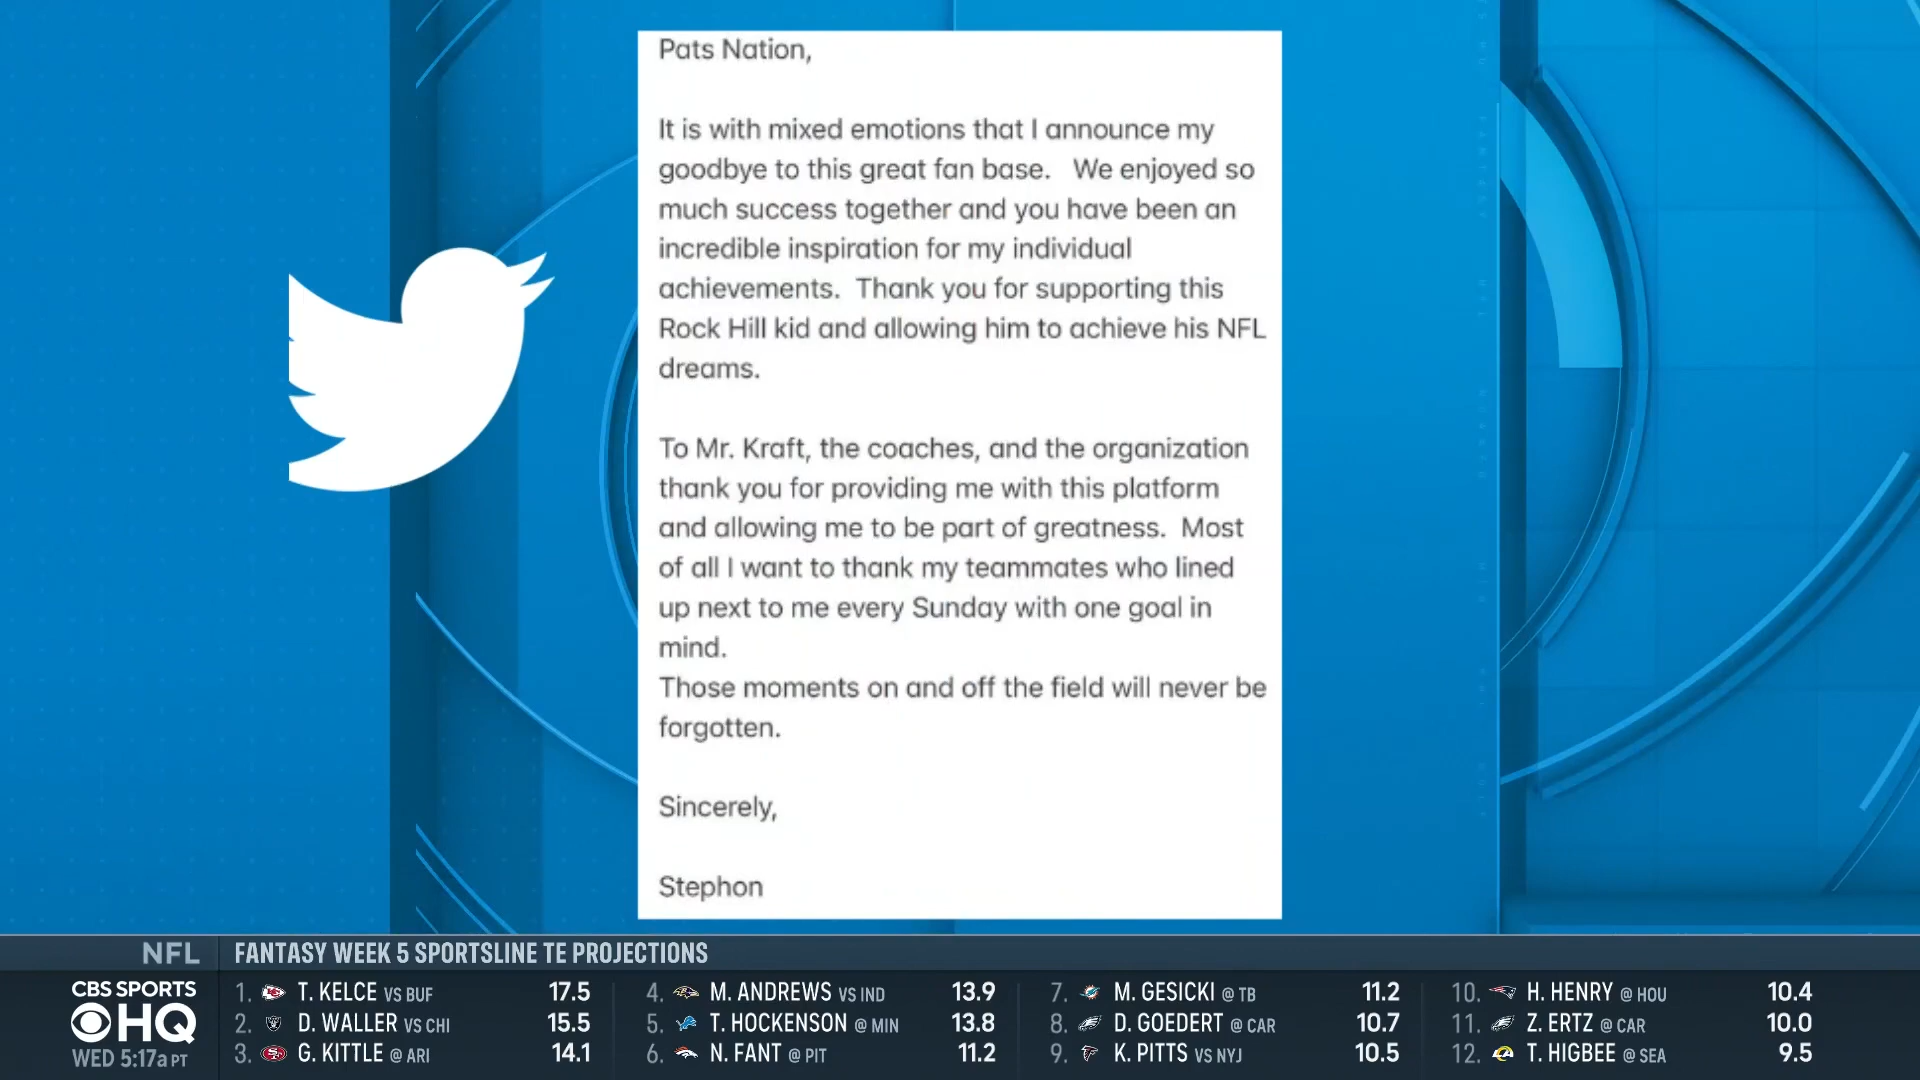 Pats Nation,
It is with mixed emotions that I announce my
goodbye to this great fan base.   We enjoyed so
much success together and you have been an
incredible inspiration for my individual
achievements.  Thank you for supporting this
Rock Hill kid and allowing him to achieve his NFL
dreams.
To Mr. Kraft, the coaches, and the organization
thank you for providing me with this platform
and allowing me to be part of greatness.  Most
of all I want to thank my teammates who lined
up next to me every Sunday with one goal in
mind.
Those moments on and off the field will never be
forgotten.
Sincerely,
Stephon
NFL FANTASY WEEK 5 SPORTSLINE TE PROJECTIONS
CBS SPORTS
HQ
WED 5:17a PT
1. T. KELCE VS BUF 17.5
2. D. WALLER VS CHI 15.5
3. G. KITTLE @ ARI 14.1
4. M. ANDREWS VS IND 13.9
5. T. HOCKENSON @ MIN 13.8
6. N. FANT @ PIT 11.2
7. M. GESICKI @ TB 11.2
8. D. GOEDERT @ CAR 10.7
9. K. PITTS VS NYJ 10.5
10. H. HENRY @ HOU 10.4
11. Z. ERTZ @ CAR 10.0
12. T. HIGBEE @ SEA 9.5